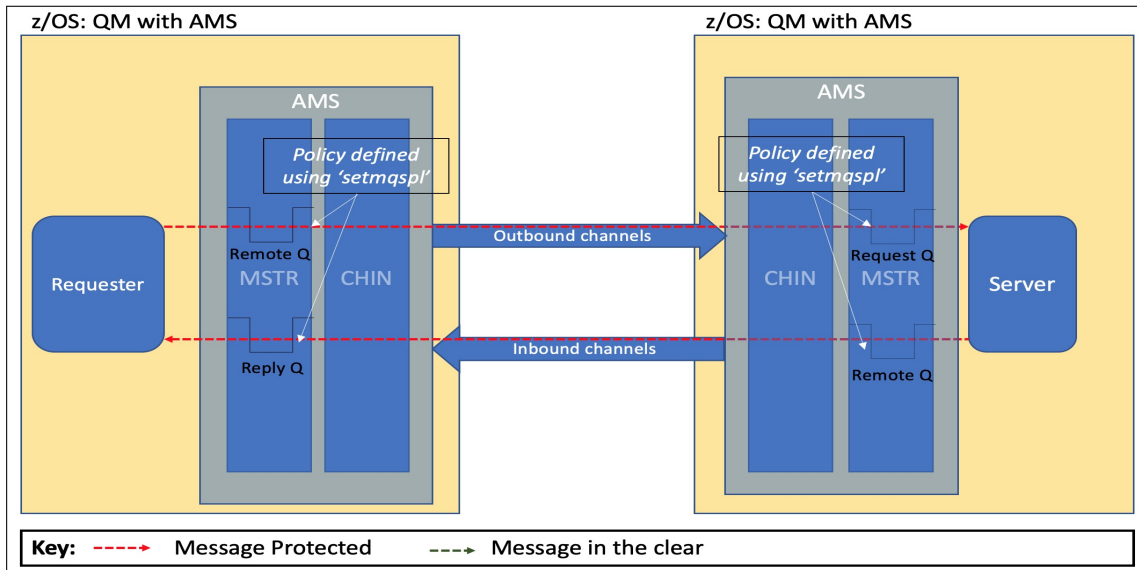 z/OS: QM with AMS
z/OS: QM with AMS
AMS
AMS
Policy defined
using ‘setmqspl’
Policy defined
using ‘setmqspl’
Requester
Remote Q
MSTR
CHIN
Reply Q
Outbound channels
Inbound channels
CHIN
Request Q
MSTR
Remote Q
Server
Key: Message Protected Message in the clear